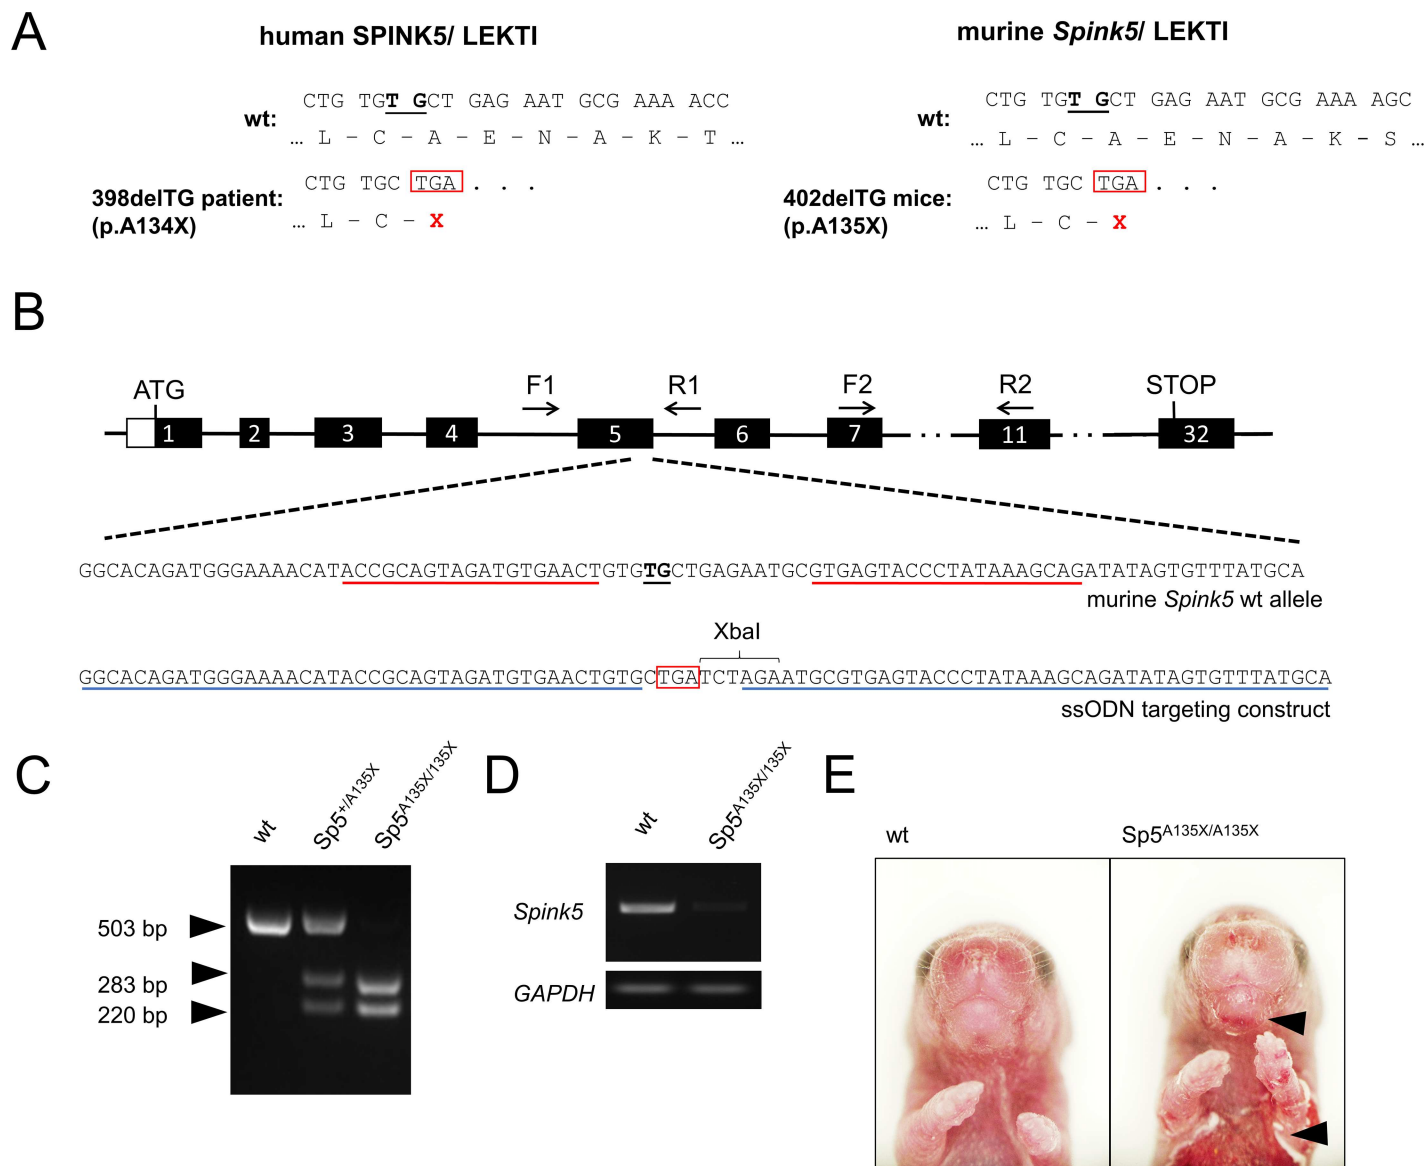 A
human SPINK5/ LEKTI
wt:
CTG TGT GCT GAG AAT GCG AAA ACC
... L – C – A – E – N – A – K – T ...
398delTG patient:
(p.A134X)
CTG TGC TGA . . .
... L – C – X
murine Spink5/ LEKTI
wt:
CTG TGT GCT GAG AAT GCG AAA AGC
... L – C – A – E – N – A – K – S ...
402delTG mice:
(p.A135X)
CTG TGC TGA . . .
... L – C – X
B
ATG F1 R1 F2 R2 STOP
1 2 3 4 5 6 7 11 32
GGCACAGATGGGAAAACATACCGCAGTAGATGTGAACTGTGTGCTGAGAATGCGTGAGTACCCTATAAAGCAGATATAGTGTTTATGCA
murine Spink5 wt allele
XbaI
GGCACAGATGGGAAAACATACCGCAGTAGATGTGAACTGTGCTGATCTAGAATGCGTGAGTACCCTATAAAGCAGATATAGTGTTTATGCA
ssODN targeting construct
C
wt Sp5+/A135X Sp5A135X/135X
503 bp
283 bp
220 bp
D
wt Sp5A135X/135X
Spink5
GAPDH
E
wt Sp5A135X/A135X